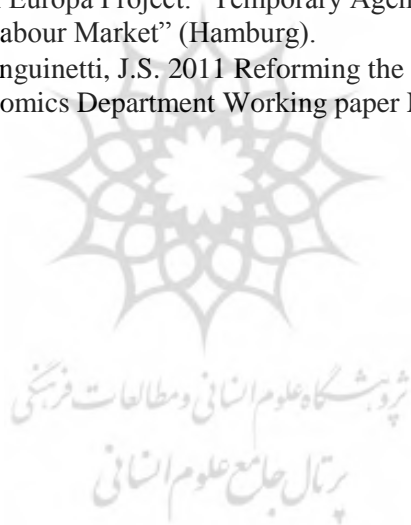 Europa Project. “Temporary Agen
abour Market” (Hamburg).
nguinetti, J.S. 2011 Reforming the
omics Department Working paper
پژوهشگاه علوم انسانی و مطالعات فرهنگی
پرتال جامع علوم انسانی